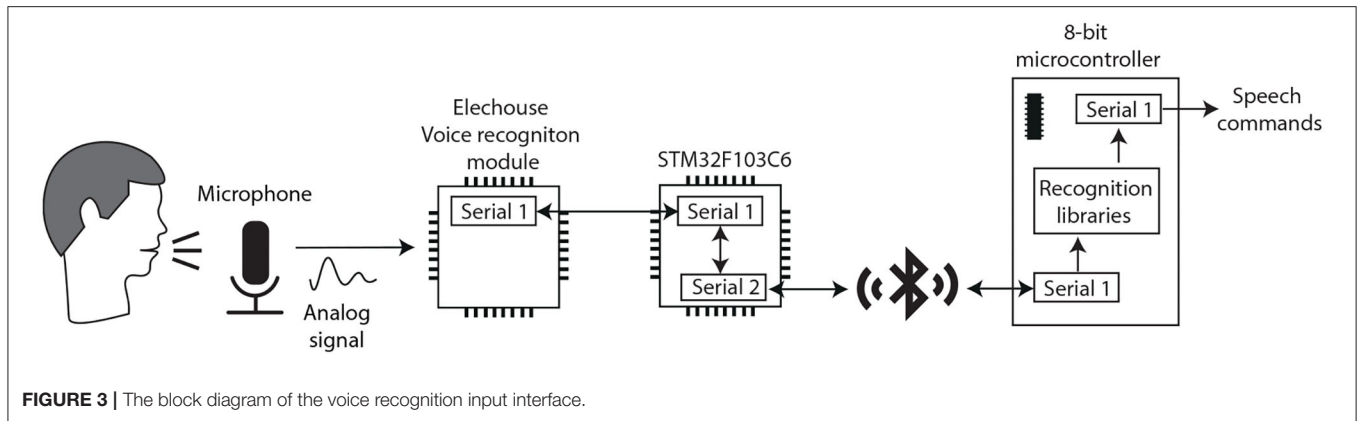 Microphone
Analog
signal
Elechouse
Voice recogniton
module
Serial 1
STM32F103C6
Serial 1
Serial 2
8-bit
microcontroller
Serial 1
Recognition
libraries
Serial 1
Speech
commands
FIGURE 3 | The block diagram of the voice recognition input interface.